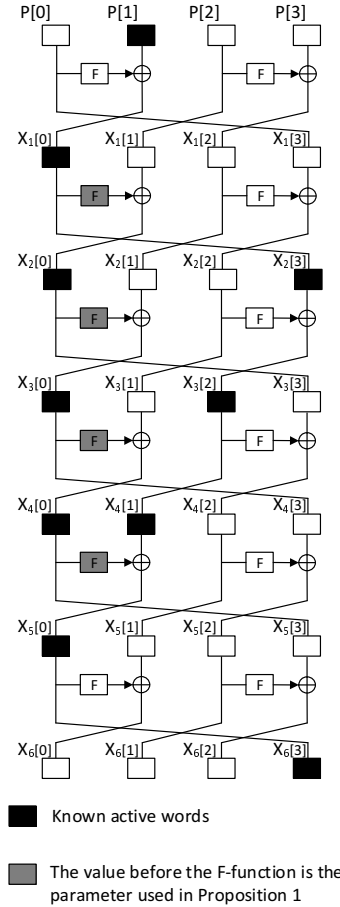 P[0] P[1] P[2] P[3]
F F
X1[0] X1[1] X1[2] X1[3]
F F
X2[0] X2[1] X2[2] X2[3]
F F
X3[0] X3[1] X3[2] X3[3]
F F
X4[0] X4[1] X4[2] X4[3]
F F
X5[0] X5[1] X5[2] X5[3]
F F
X6[0] X6[1] X6[2] X6[3]
Known active words
The value before the F-function is the
parameter used in Proposition 1